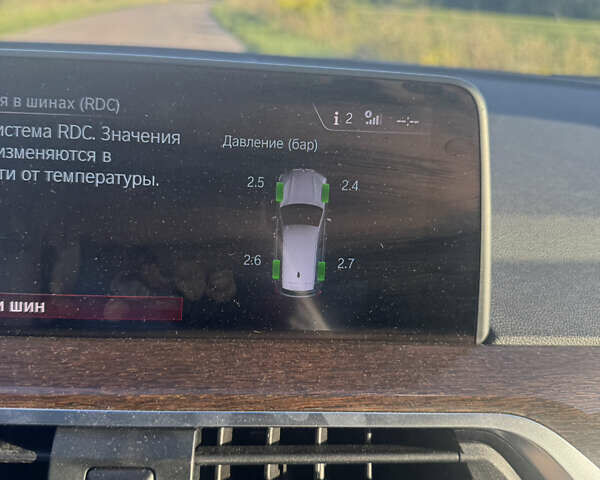 я в шинах (RDC)
i 2 --:--
истема RDC. Значения
изменяются в
ти от температуры.
Давление (бар)
2.5 2.4
2.6 2.7
и шин